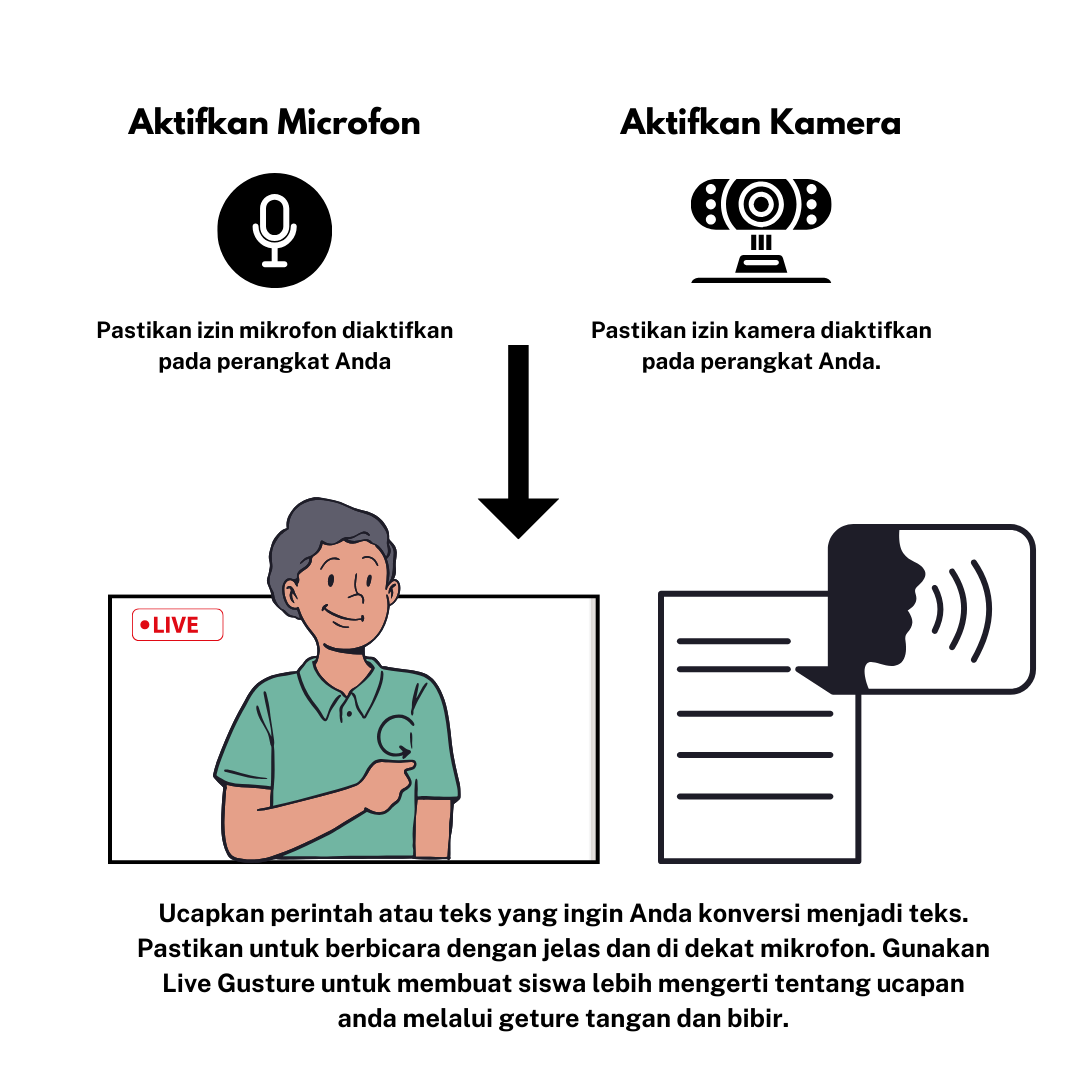 Aktifkan Microfon
Pastikan izin mikrofon diaktifkan
pada perangkat Anda
Aktifkan Kamera
Pastikan izin kamera diaktifkan
pada perangkat Anda.
LIVE
Ucapkan perintah atau teks yang ingin Anda konversi menjadi teks.
Pastikan untuk berbicara dengan jelas dan di dekat mikrofon. Gunakan
Live Gusture untuk membuat siswa lebih mengerti tentang ucapan
anda melalui geture tangan dan bibir.